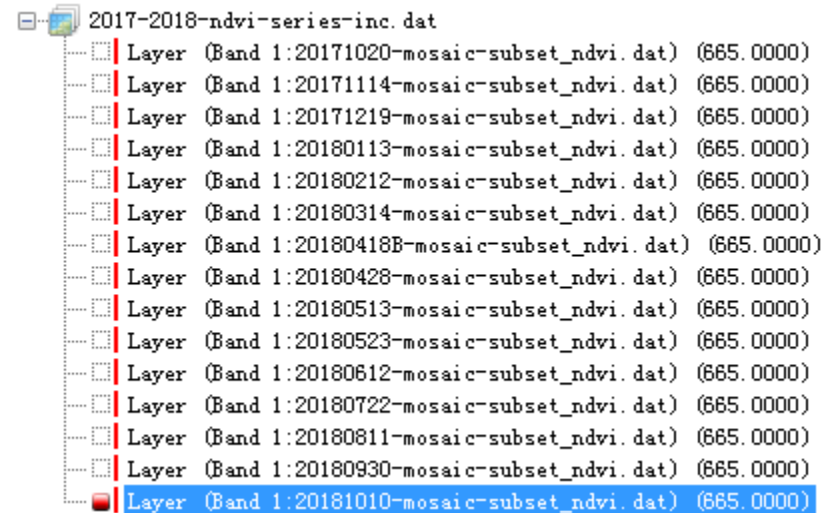 2017-2018-ndvi-series-inc.dat
Layer (Band 1:20171020-mosaic-subset_ndvi.dat) (665.0000)
Layer (Band 1:20171114-mosaic-subset_ndvi.dat) (665.0000)
Layer (Band 1:20171219-mosaic-subset_ndvi.dat) (665.0000)
Layer (Band 1:20180113-mosaic-subset_ndvi.dat) (665.0000)
Layer (Band 1:20180212-mosaic-subset_ndvi.dat) (665.0000)
Layer (Band 1:20180314-mosaic-subset_ndvi.dat) (665.0000)
Layer (Band 1:20180418B-mosaic-subset_ndvi.dat) (665.0000)
Layer (Band 1:20180428-mosaic-subset_ndvi.dat) (665.0000)
Layer (Band 1:20180513-mosaic-subset_ndvi.dat) (665.0000)
Layer (Band 1:20180523-mosaic-subset_ndvi.dat) (665.0000)
Layer (Band 1:20180612-mosaic-subset_ndvi.dat) (665.0000)
Layer (Band 1:20180722-mosaic-subset_ndvi.dat) (665.0000)
Layer (Band 1:20180811-mosaic-subset_ndvi.dat) (665.0000)
Layer (Band 1:20180930-mosaic-subset_ndvi.dat) (665.0000)
Layer (Band 1:20181010-mosaic-subset_ndvi.dat) (665.0000)